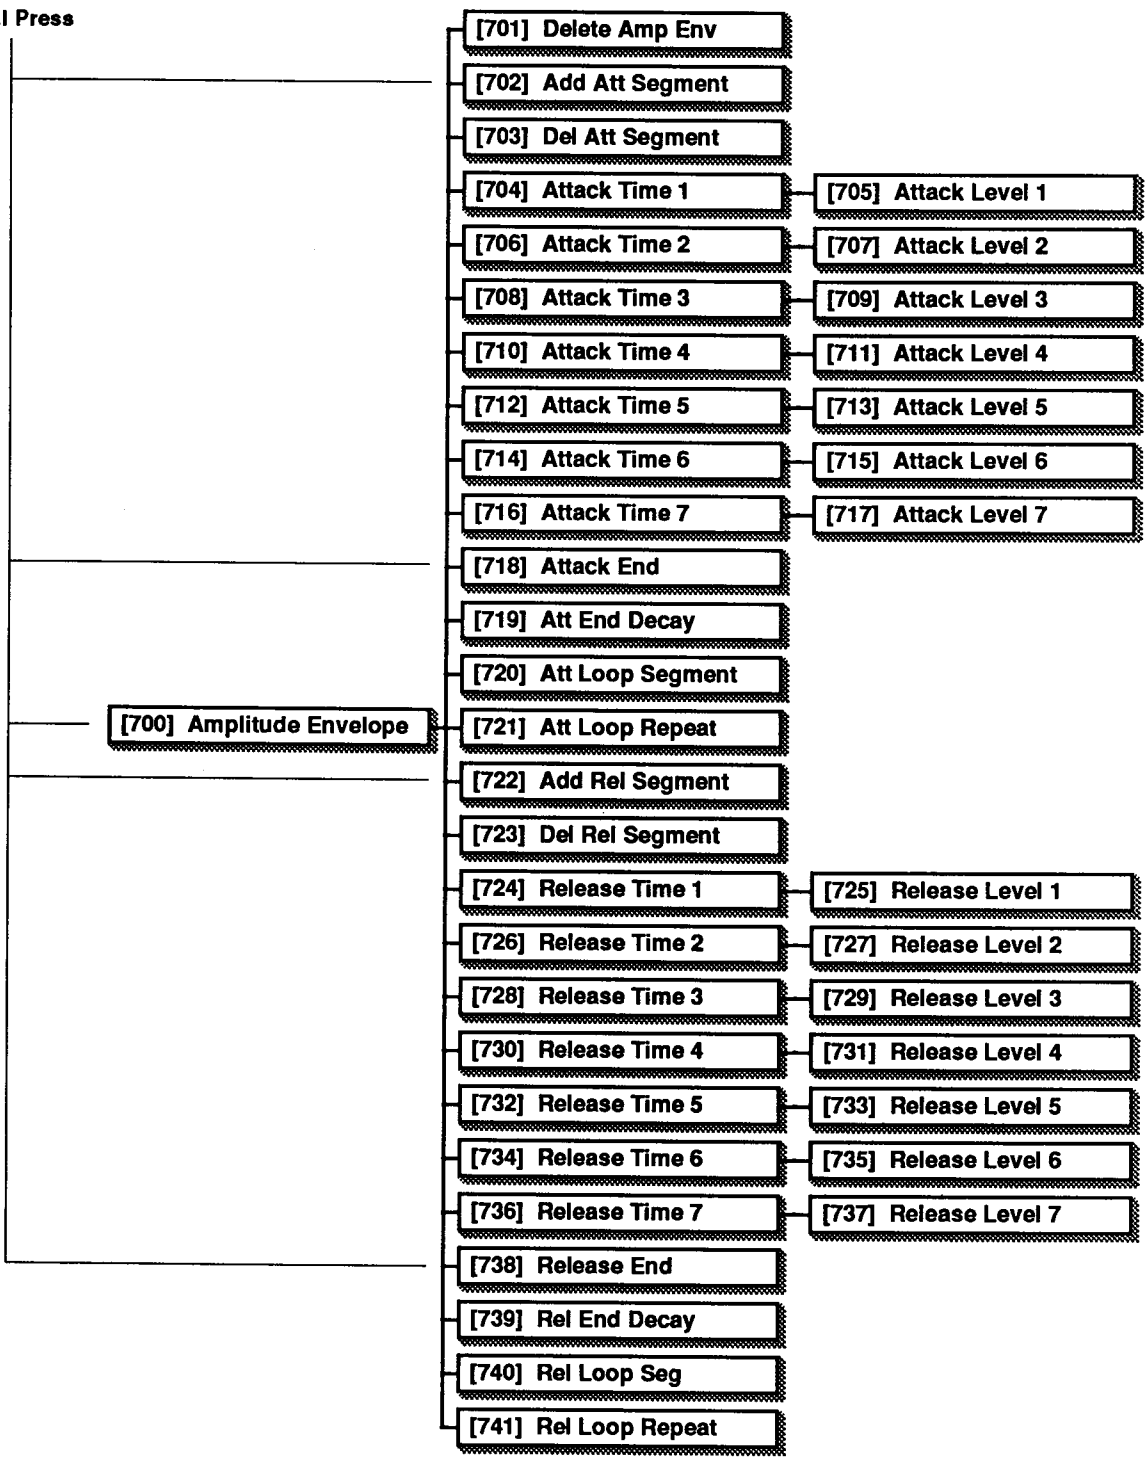 l Press
[701] Delete Amp Env
[702] Add Att Segment
[703] Del Att Segment
[704] Attack Time 1 [705] Attack Level 1
[706] Attack Time 2 [707] Attack Level 2
[708] Attack Time 3 [709] Attack Level 3
[710] Attack Time 4 [711] Attack Level 4
[712] Attack Time 5 [713] Attack Level 5
[714] Attack Time 6 [715] Attack Level 6
[716] Attack Time 7 [717] Attack Level 7
[718] Attack End
[719] Att End Decay
[720] Att Loop Segment
[700] Amplitude Envelope [721] Att Loop Repeat
[722] Add Rel Segment
[723] Del Rel Segment
[724] Release Time 1 [725] Release Level 1
[726] Release Time 2 [727] Release Level 2
[728] Release Time 3 [729] Release Level 3
[730] Release Time 4 [731] Release Level 4
[732] Release Time 5 [733] Release Level 5
[734] Release Time 6 [735] Release Level 6
[736] Release Time 7 [737] Release Level 7
[738] Release End
[739] Rel End Decay
[740] Rel Loop Seg
[741] Rel Loop Repeat